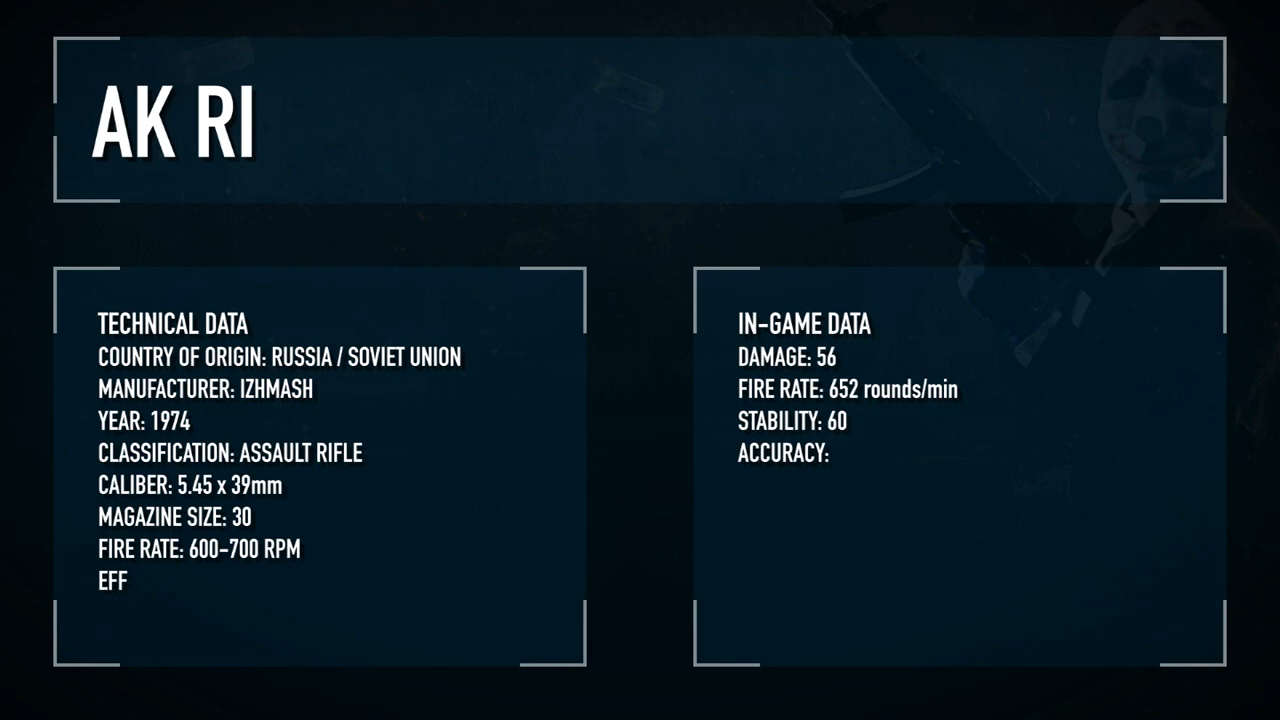 AK RI
TECHNICAL DATA
COUNTRY OF ORIGIN: RUSSIA / SOVIET UNION
MANUFACTURER: IZHMASH
YEAR: 1974
CLASSIFICATION: ASSAULT RIFLE
CALIBER: 5.45 x 39mm
MAGAZINE SIZE: 30
FIRE RATE: 600-700 RPM
EFF
IN-GAME DATA
DAMAGE: 56
FIRE RATE: 652 rounds/min
STABILITY: 60
ACCURACY: